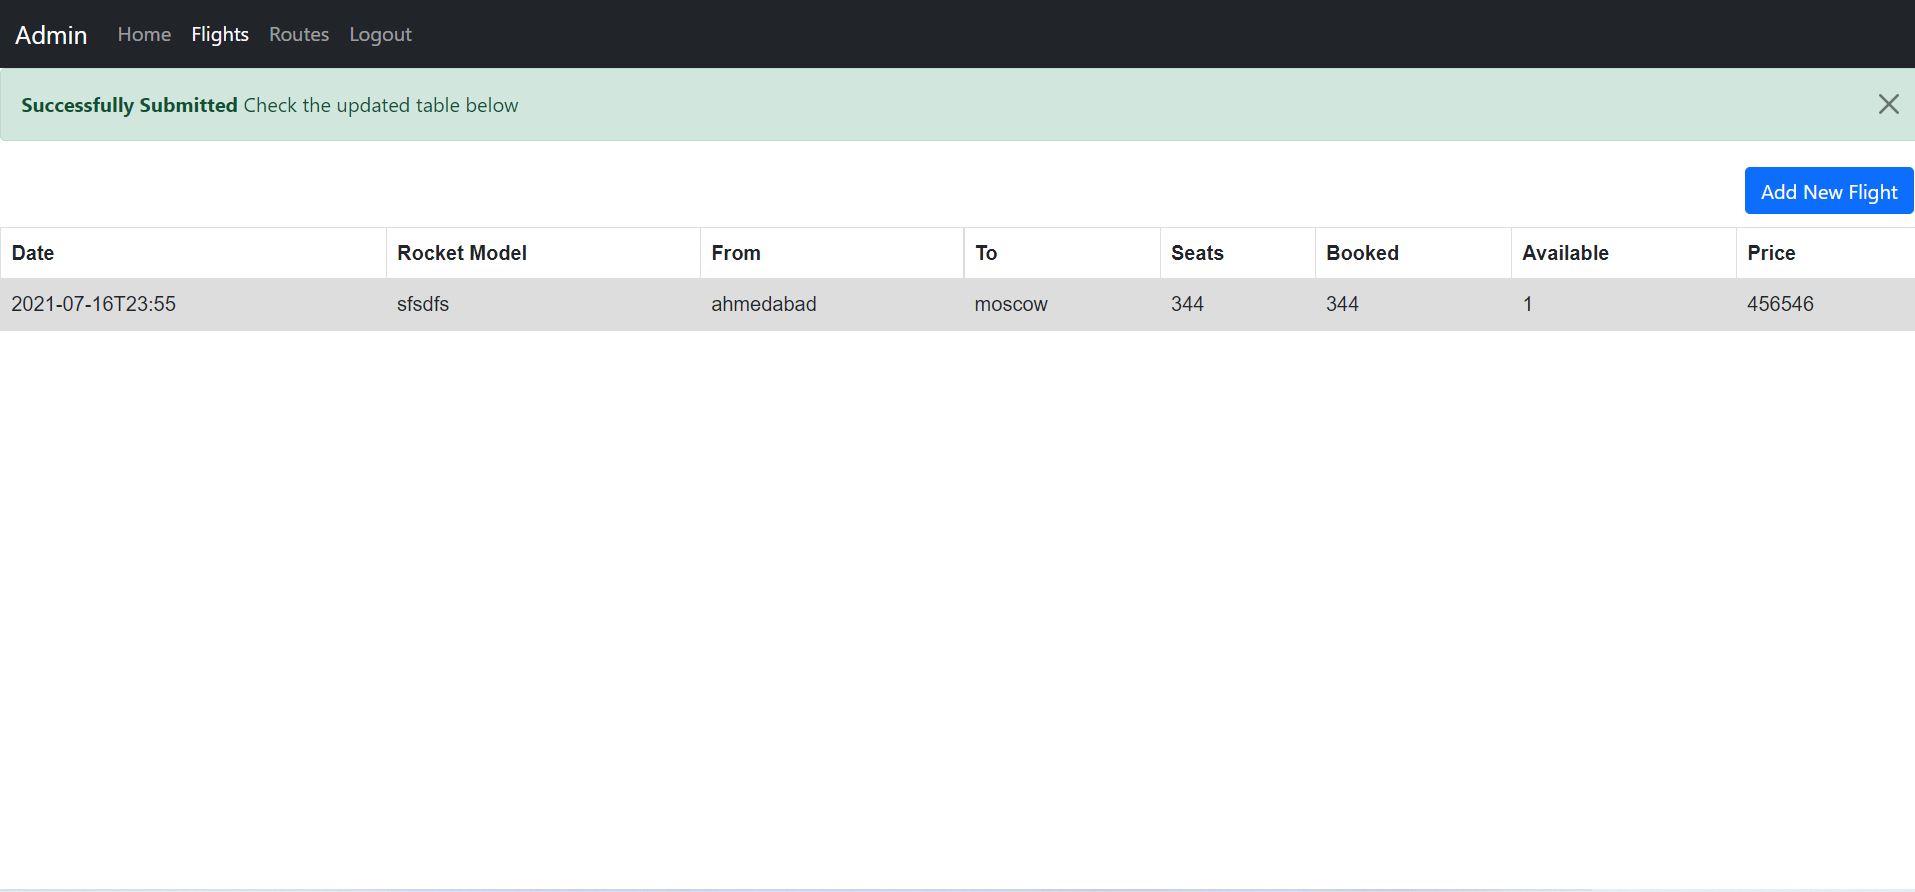 Admin Home Flights Routes Logout
Successfully Submitted Check the updated table below
Add New Flight
Date Rocket Model From To Seats Booked Available Price
2021-07-16T23:55 sfsdfs ahmedabad moscow 344 344 1 456546